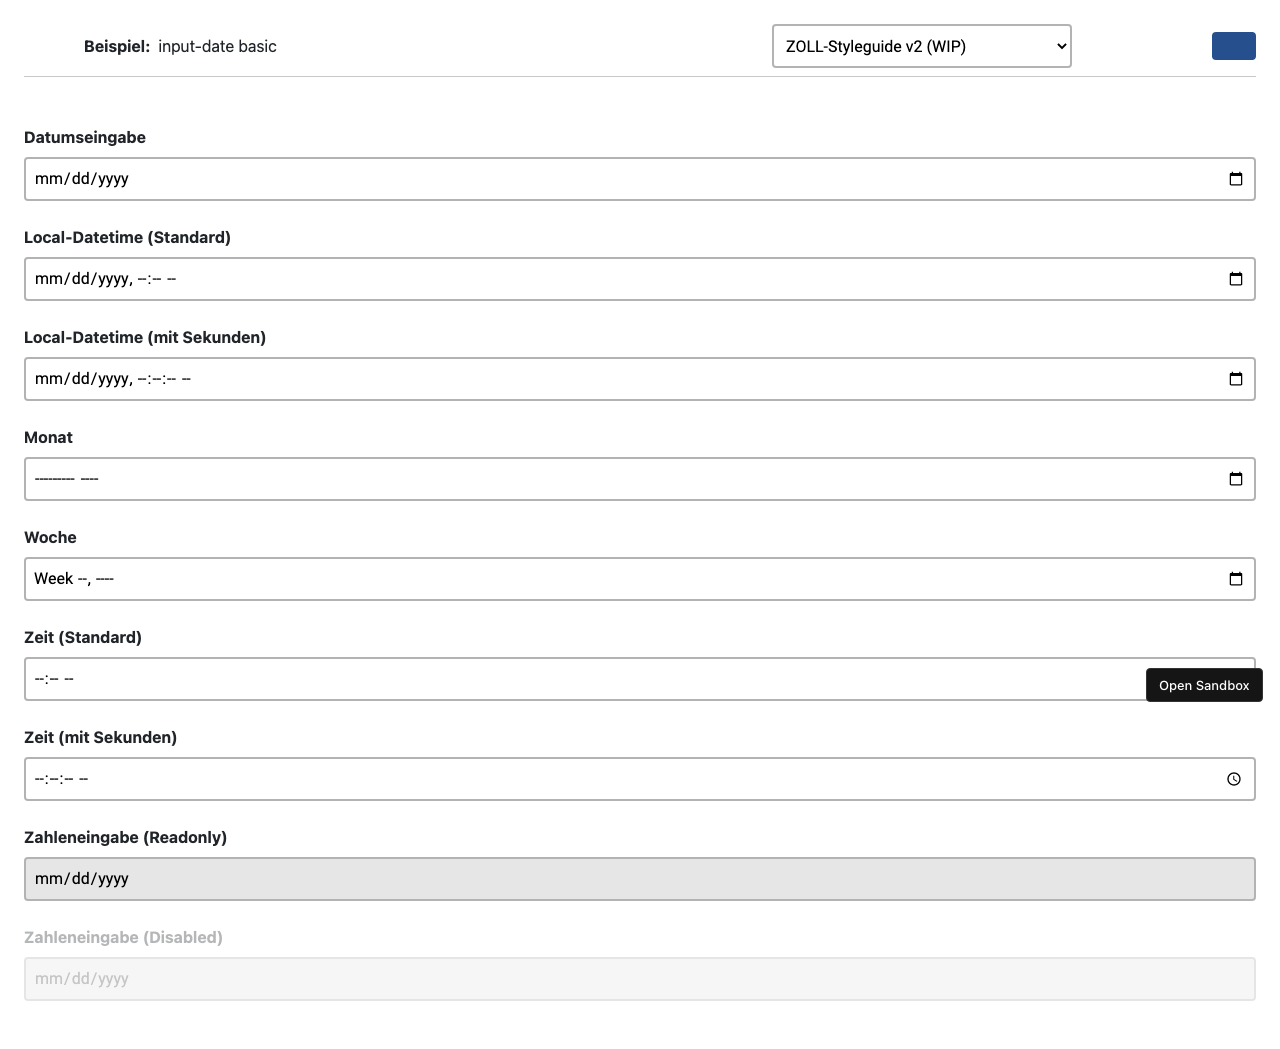 Beispiel: input-date basic
ZOLL-Styleguide v2 (WIP)
Datumseingabe
mm/dd/yyyy
Local-Datetime (Standard)
mm/dd/yyyy, --:-- --
Local-Datetime (mit Sekunden)
mm/dd/yyyy, --:--:-- --
Monat
--------- ----
Woche
Week --, ----
Zeit (Standard)
--:-- --
Open Sandbox
Zeit (mit Sekunden)
--:--:-- --
Zahleneingabe (Readonly)
mm/dd/yyyy
Zahleneingabe (Disabled)
mm/dd/yyyy